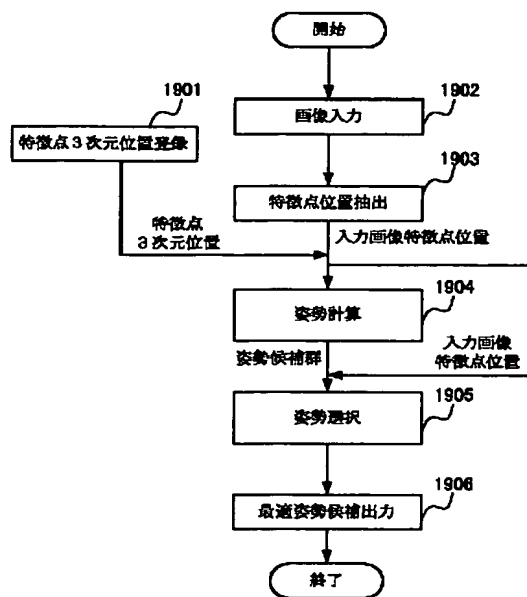 開始
1901
1902
特徴点3次元位置登録
画像入力
1903
特徴点位置抽出
特徴点
3次元位置
入力画像特徴点位置
1904
姿勢計算
姿勢候補群
入力画像
特徴点位置
1905
姿勢選択
1906
最適姿勢候補出力
終了